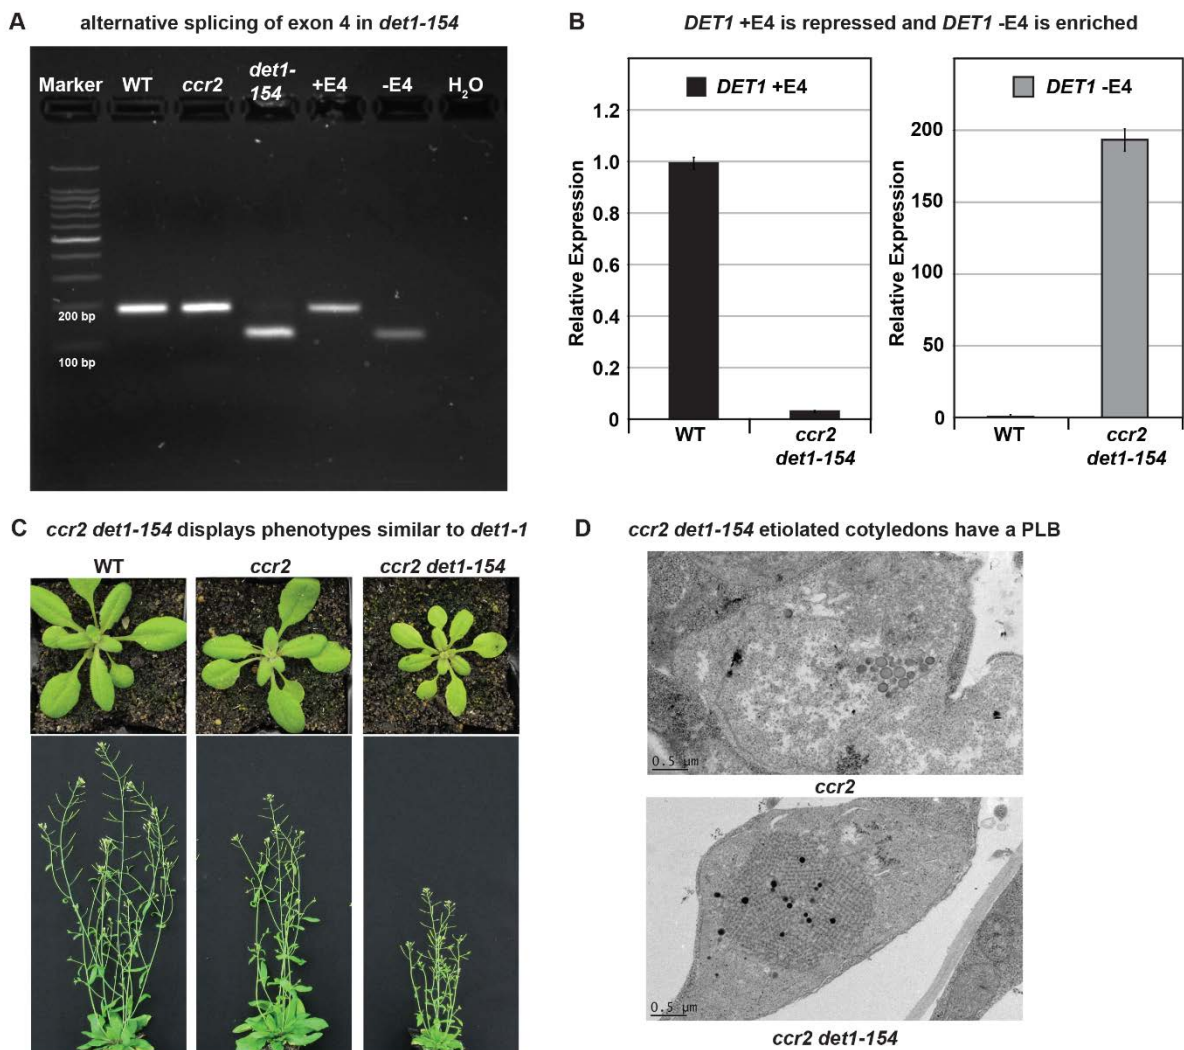 A alternative splicing of exon 4 in det1-154
Marker WT ccr2 det1-
154 +E4 -E4 H2O
200 bp
100 bp
B DET1 +E4 is repressed and DET1 -E4 is enriched
DET1 +E4
1.2
1.0
0.8
0.6
0.4
0.2
0
Relative Expression
WT ccr2
det1-154
DET1 -E4
200
150
100
50
0
Relative Expression
WT ccr2
det1-154
C ccr2 det1-154 displays phenotypes similar to det1-1
WT ccr2 ccr2 det1-154
D ccr2 det1-154 etiolated cotyledons have a PLB
0.5 µm
ccr2
0.5 µm
ccr2 det1-154